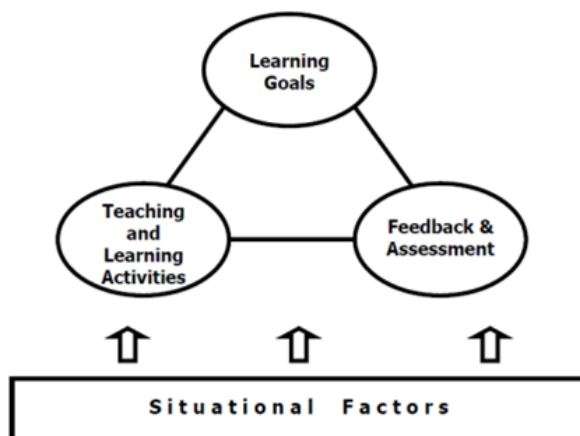 Learning
Goals
Teaching
and
Learning
Activities
Feedback &
Assessment
Situational Factors